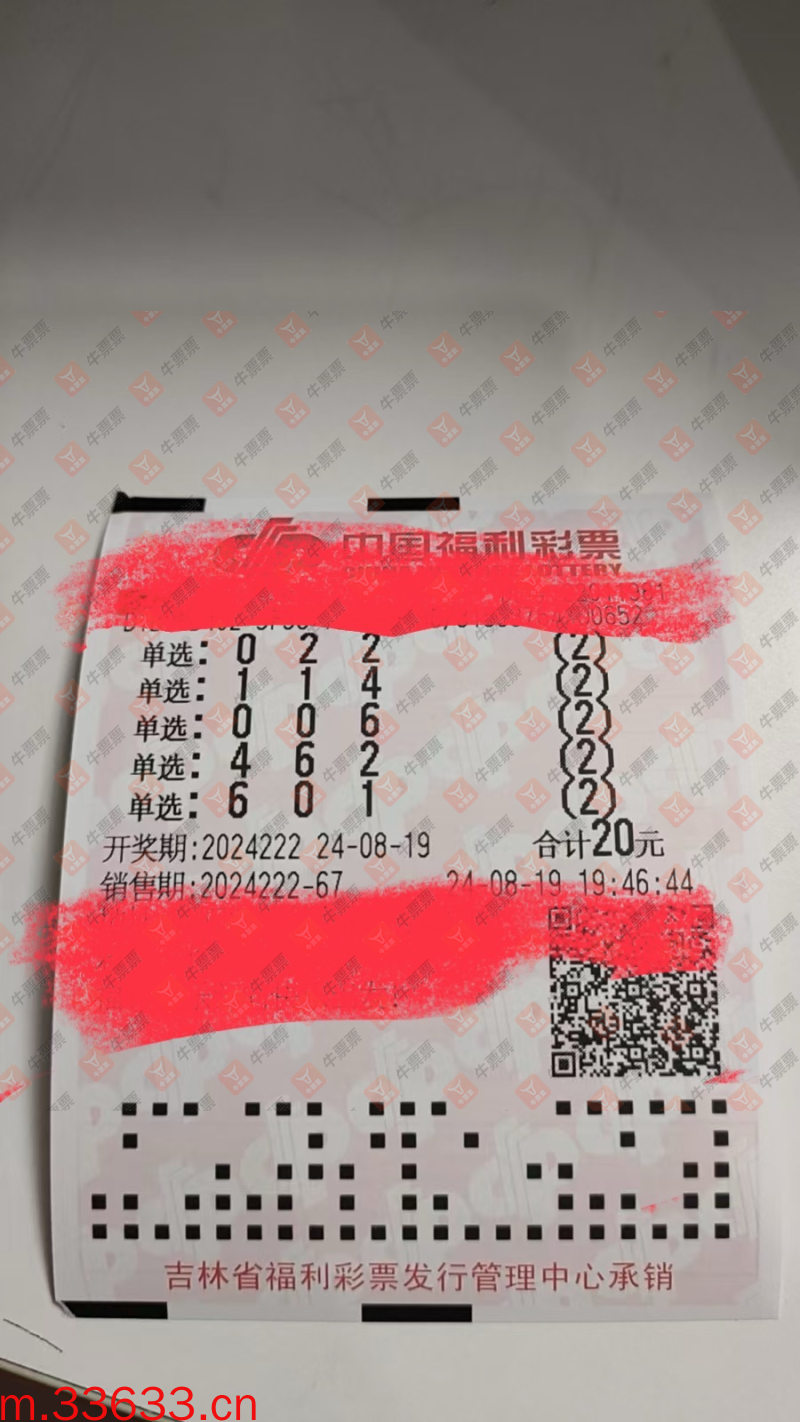 中国福利彩票
单选: 0 2 2 (2)
单选: 1 1 4 (2)
单选: 0 0 6 (2)
单选: 4 6 2 (2)
单选: 6 0 1 (2)
开奖期:2024222 24-08-19 合计20元
销售期:2024222-67 24-08-19 19:46:44
吉林省福利彩票发行管理中心承销
牛票票
m.33633.cn